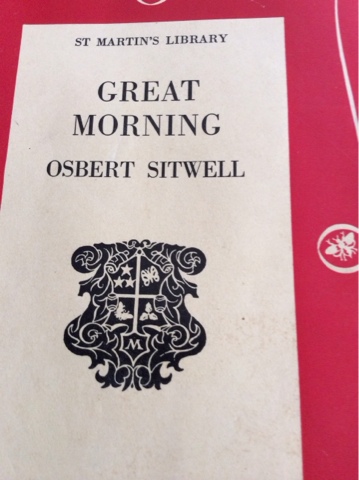 ST MARTIN'S LIBRARY
GREAT
MORNING
OSBERT SITWELL
M